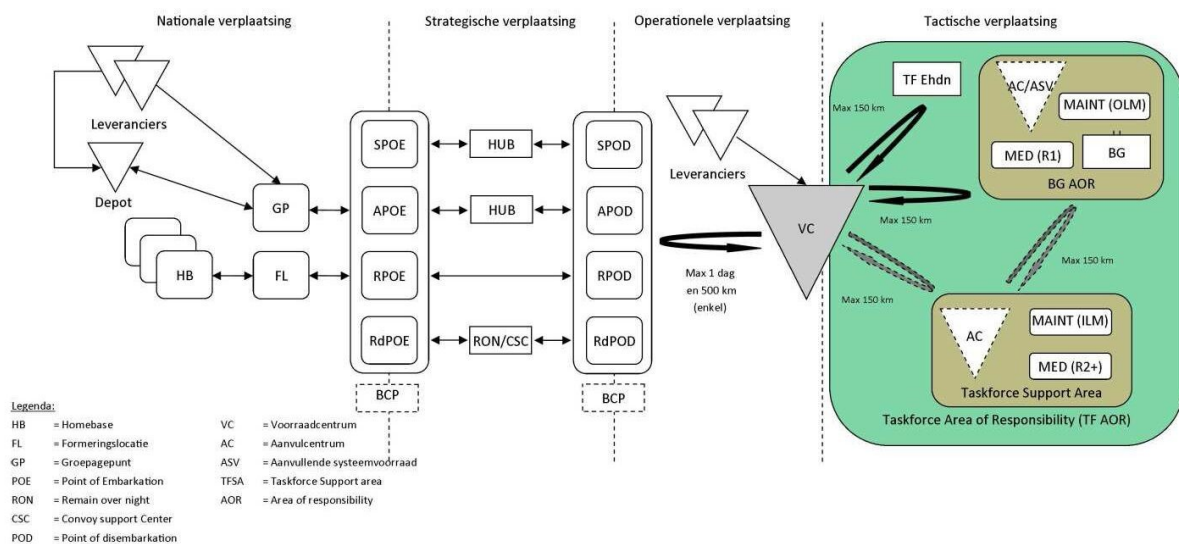 Nationale verplaatsing
Strategische verplaatsing
Operationele verplaatsing
Tactische verplaatsing
Leveranciers
Depot
HB
GP
FL
SPOE
APOE
RPOE
RdPOE
BCP
HUB
HUB
RON/CSC
SPOD
APOD
RPOD
RdPOD
BCP
Leveranciers
VC
Max 1 dag
en 500 km
(enkel)
TF Ehdn
Max 150 km
AC/ASV
MAINT (OLM)
MED (R1)
BG
BG AOR
Max 150 km
Max 150 km
Max 150 km
AC
MAINT (ILM)
MED (R2+)
Taskforce Support Area
Taskforce Area of Responsibility (TF AOR)
Legenda:
HB = Homebase
FL = Formeringslocatie
GP = Groepagepunt
POE = Point of Embarkation
RON = Remain over night
CSC = Convoy support Center
POD = Point of disembarkation
VC = Voorraadcentrum
AC = Aanvulcentrum
ASV = Aanvullende systeemvoorraad
TFSA = Taskforce Support area
AOR = Area of responsibility